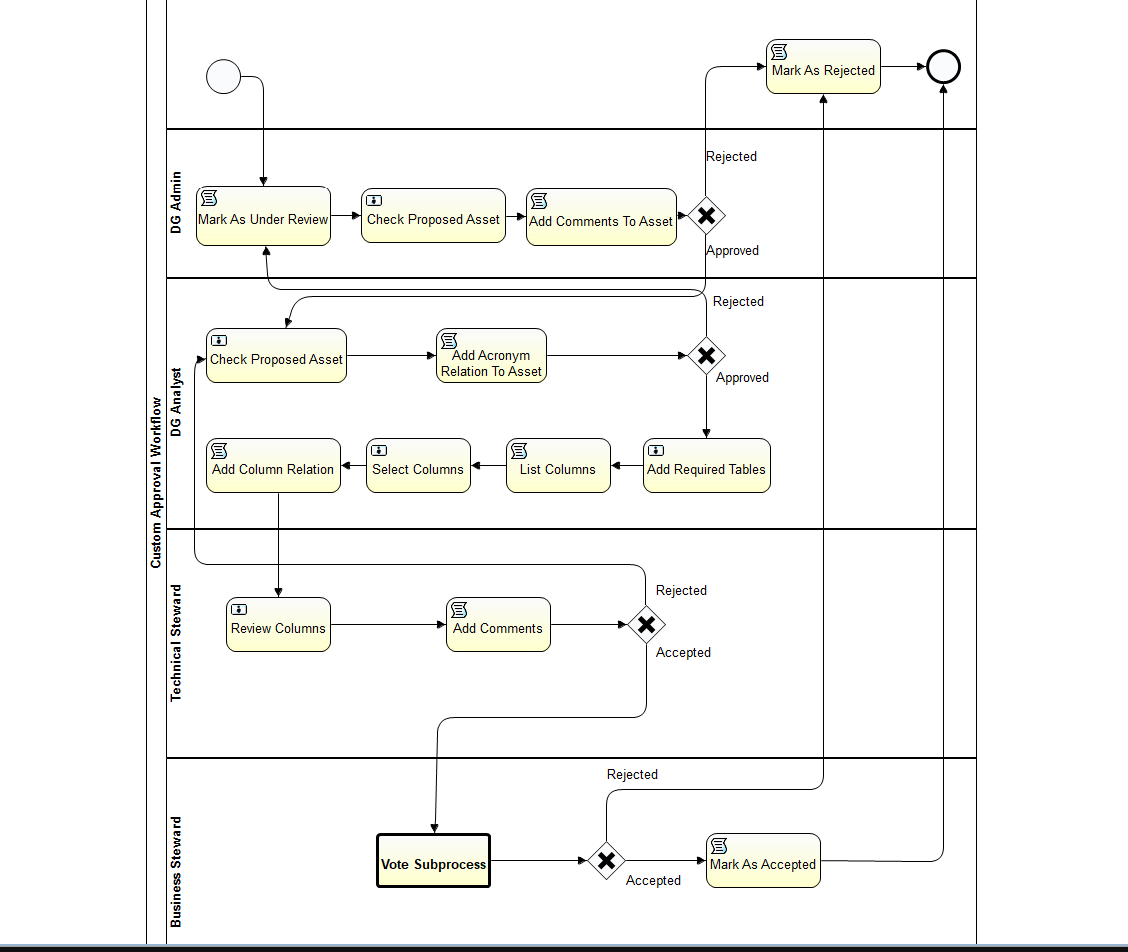 Mark As Rejected
Custom Approval Workflow
DG Admin
Rejected
Mark As Under Review
Check Proposed Asset
Add Comments To Asset
Approved
DG Analyst
Rejected
Check Proposed Asset
Add Acronym
Relation To Asset
Approved
Add Column Relation
Select Columns
List Columns
Add Required Tables
Technical Steward
Rejected
Review Columns
Add Comments
Accepted
Business Steward
Rejected
Vote Subprocess
Mark As Accepted
Accepted